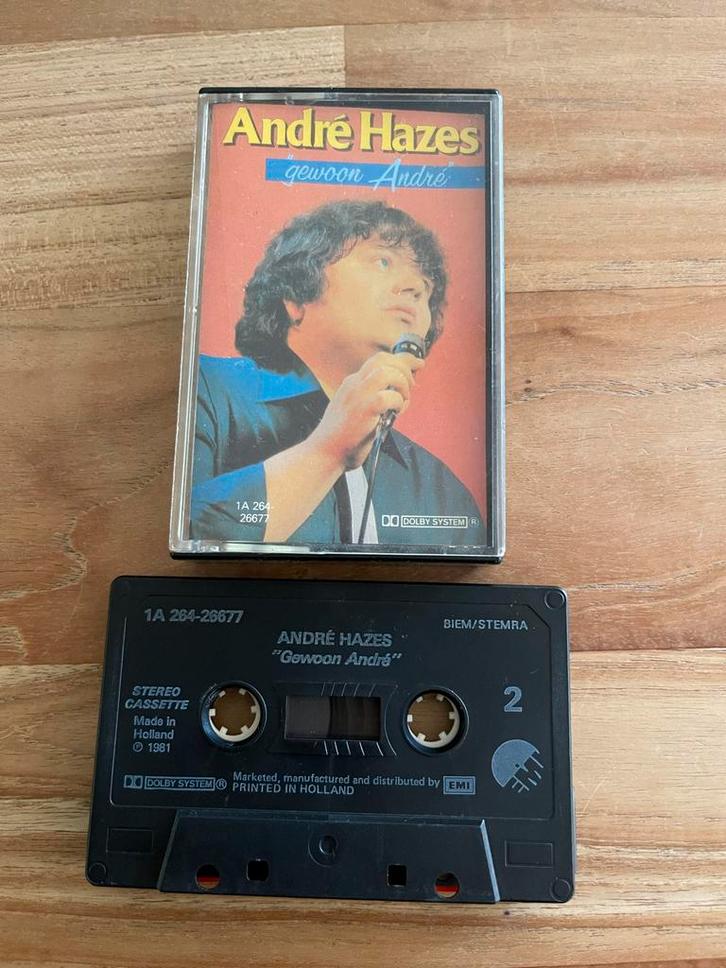 André Hazes
"gewoon André"
1A 264-
26677
DOLBY SYSTEM ®
1A 264-26677
BIEM/STEMRA
ANDRÉ HAZES
"Gewoon André"
STEREO
CASSETTE
2
Made in
Holland
℗ 1981
DOLBY SYSTEM ® Marketed, manufactured and distributed by EMI
PRINTED IN HOLLAND
EMI